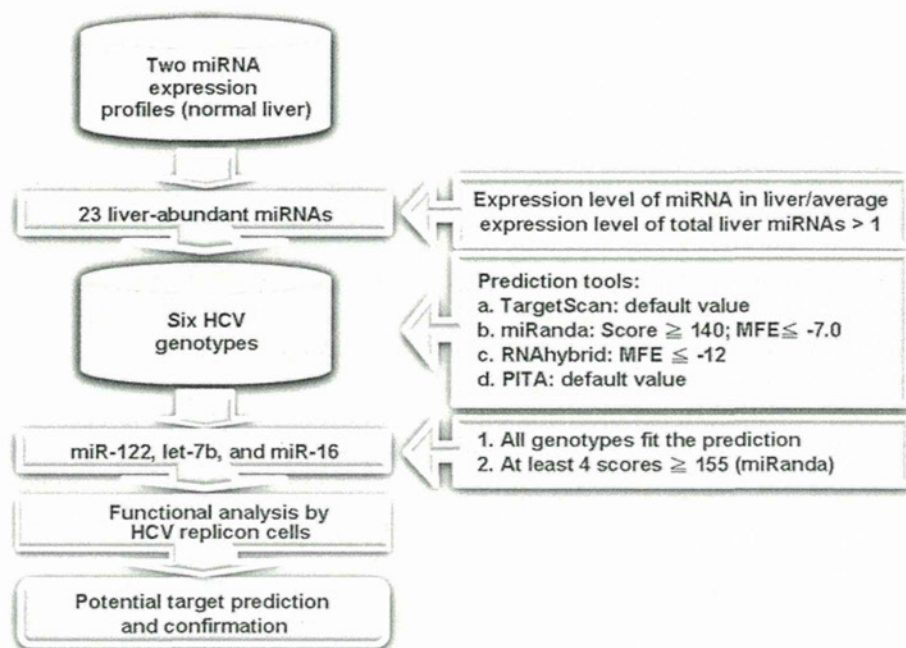 Two miRNA
expression
profiles (normal liver)
23 liver-abundant miRNAs
Expression level of miRNA in liver/average
expression level of total liver miRNAs > 1
Six HCV
genotypes
Prediction tools:
a. TargetScan: default value
b. miRanda: Score ≧ 140; MFE≦ -7.0
c. RNAhybrid: MFE ≦ -12
d. PITA: default value
miR-122, let-7b, and miR-16
1. All genotypes fit the prediction
2. At least 4 scores ≧ 155 (miRanda)
Functional analysis by
HCV replicon cells
Potential target prediction
and confirmation